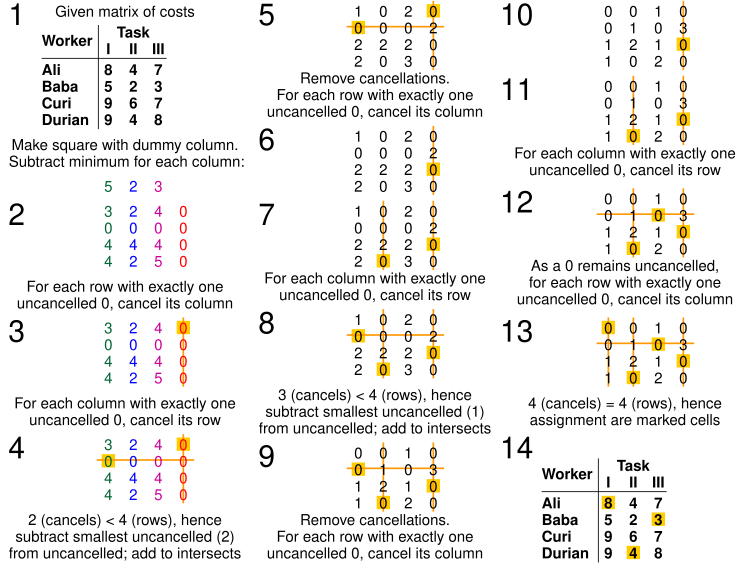 1 Given matrix of costs
Task
Worker
I II III
Ali 8 4 7
Baba 5 2 3
Curi 9 6 7
Durian 9 4 8
Make square with dummy column.
Subtract minimum for each column:
5 2 3
2
3 2 4 0
0 0 0 0
4 4 4 0
4 2 5 0
For each row with exactly one
uncancelled 0, cancel its column
3
3 2 4 0
0 0 0 0
4 4 4 0
4 2 5 0
For each column with exactly one
uncancelled 0, cancel its row
4
3 2 4 0
0 0 0 0
4 4 4 0
4 2 5 0
2 (cancels) < 4 (rows), hence
subtract smallest uncancelled (2)
from uncancelled; add to intersects
5
1 0 2 0
0 0 0 2
2 2 2 0
2 0 3 0
Remove cancellations.
For each row with exactly one
uncancelled 0, cancel its column
6
1 0 2 0
0 0 0 2
2 2 2 0
2 0 3 0
7
1 0 2 0
0 0 0 2
2 2 2 0
2 0 3 0
For each column with exactly one
uncancelled 0, cancel its row
8
1 0 2 0
0 0 0 2
2 2 2 0
2 0 3 0
3 (cancels) < 4 (rows), hence
subtract smallest uncancelled (1)
from uncancelled; add to intersects
9
0 0 1 0
0 1 0 3
1 2 1 0
1 0 2 0
Remove cancellations.
For each row with exactly one
uncancelled 0, cancel its column
10
0 0 1 0
0 1 0 3
1 2 1 0
1 0 2 0
11
0 0 1 0
0 1 0 3
1 2 1 0
1 0 2 0
For each column with exactly one
uncancelled 0, cancel its row
12
0 0 1 0
0 1 0 3
1 2 1 0
1 0 2 0
As a 0 remains uncancelled,
for each row with exactly one
uncancelled 0, cancel its column
13
0 0 1 0
0 1 0 3
1 2 1 0
1 0 2 0
4 (cancels) = 4 (rows), hence
assignment are marked cells
14
Task
Worker
I II III
Ali 8 4 7
Baba 5 2 3
Curi 9 6 7
Durian 9 4 8